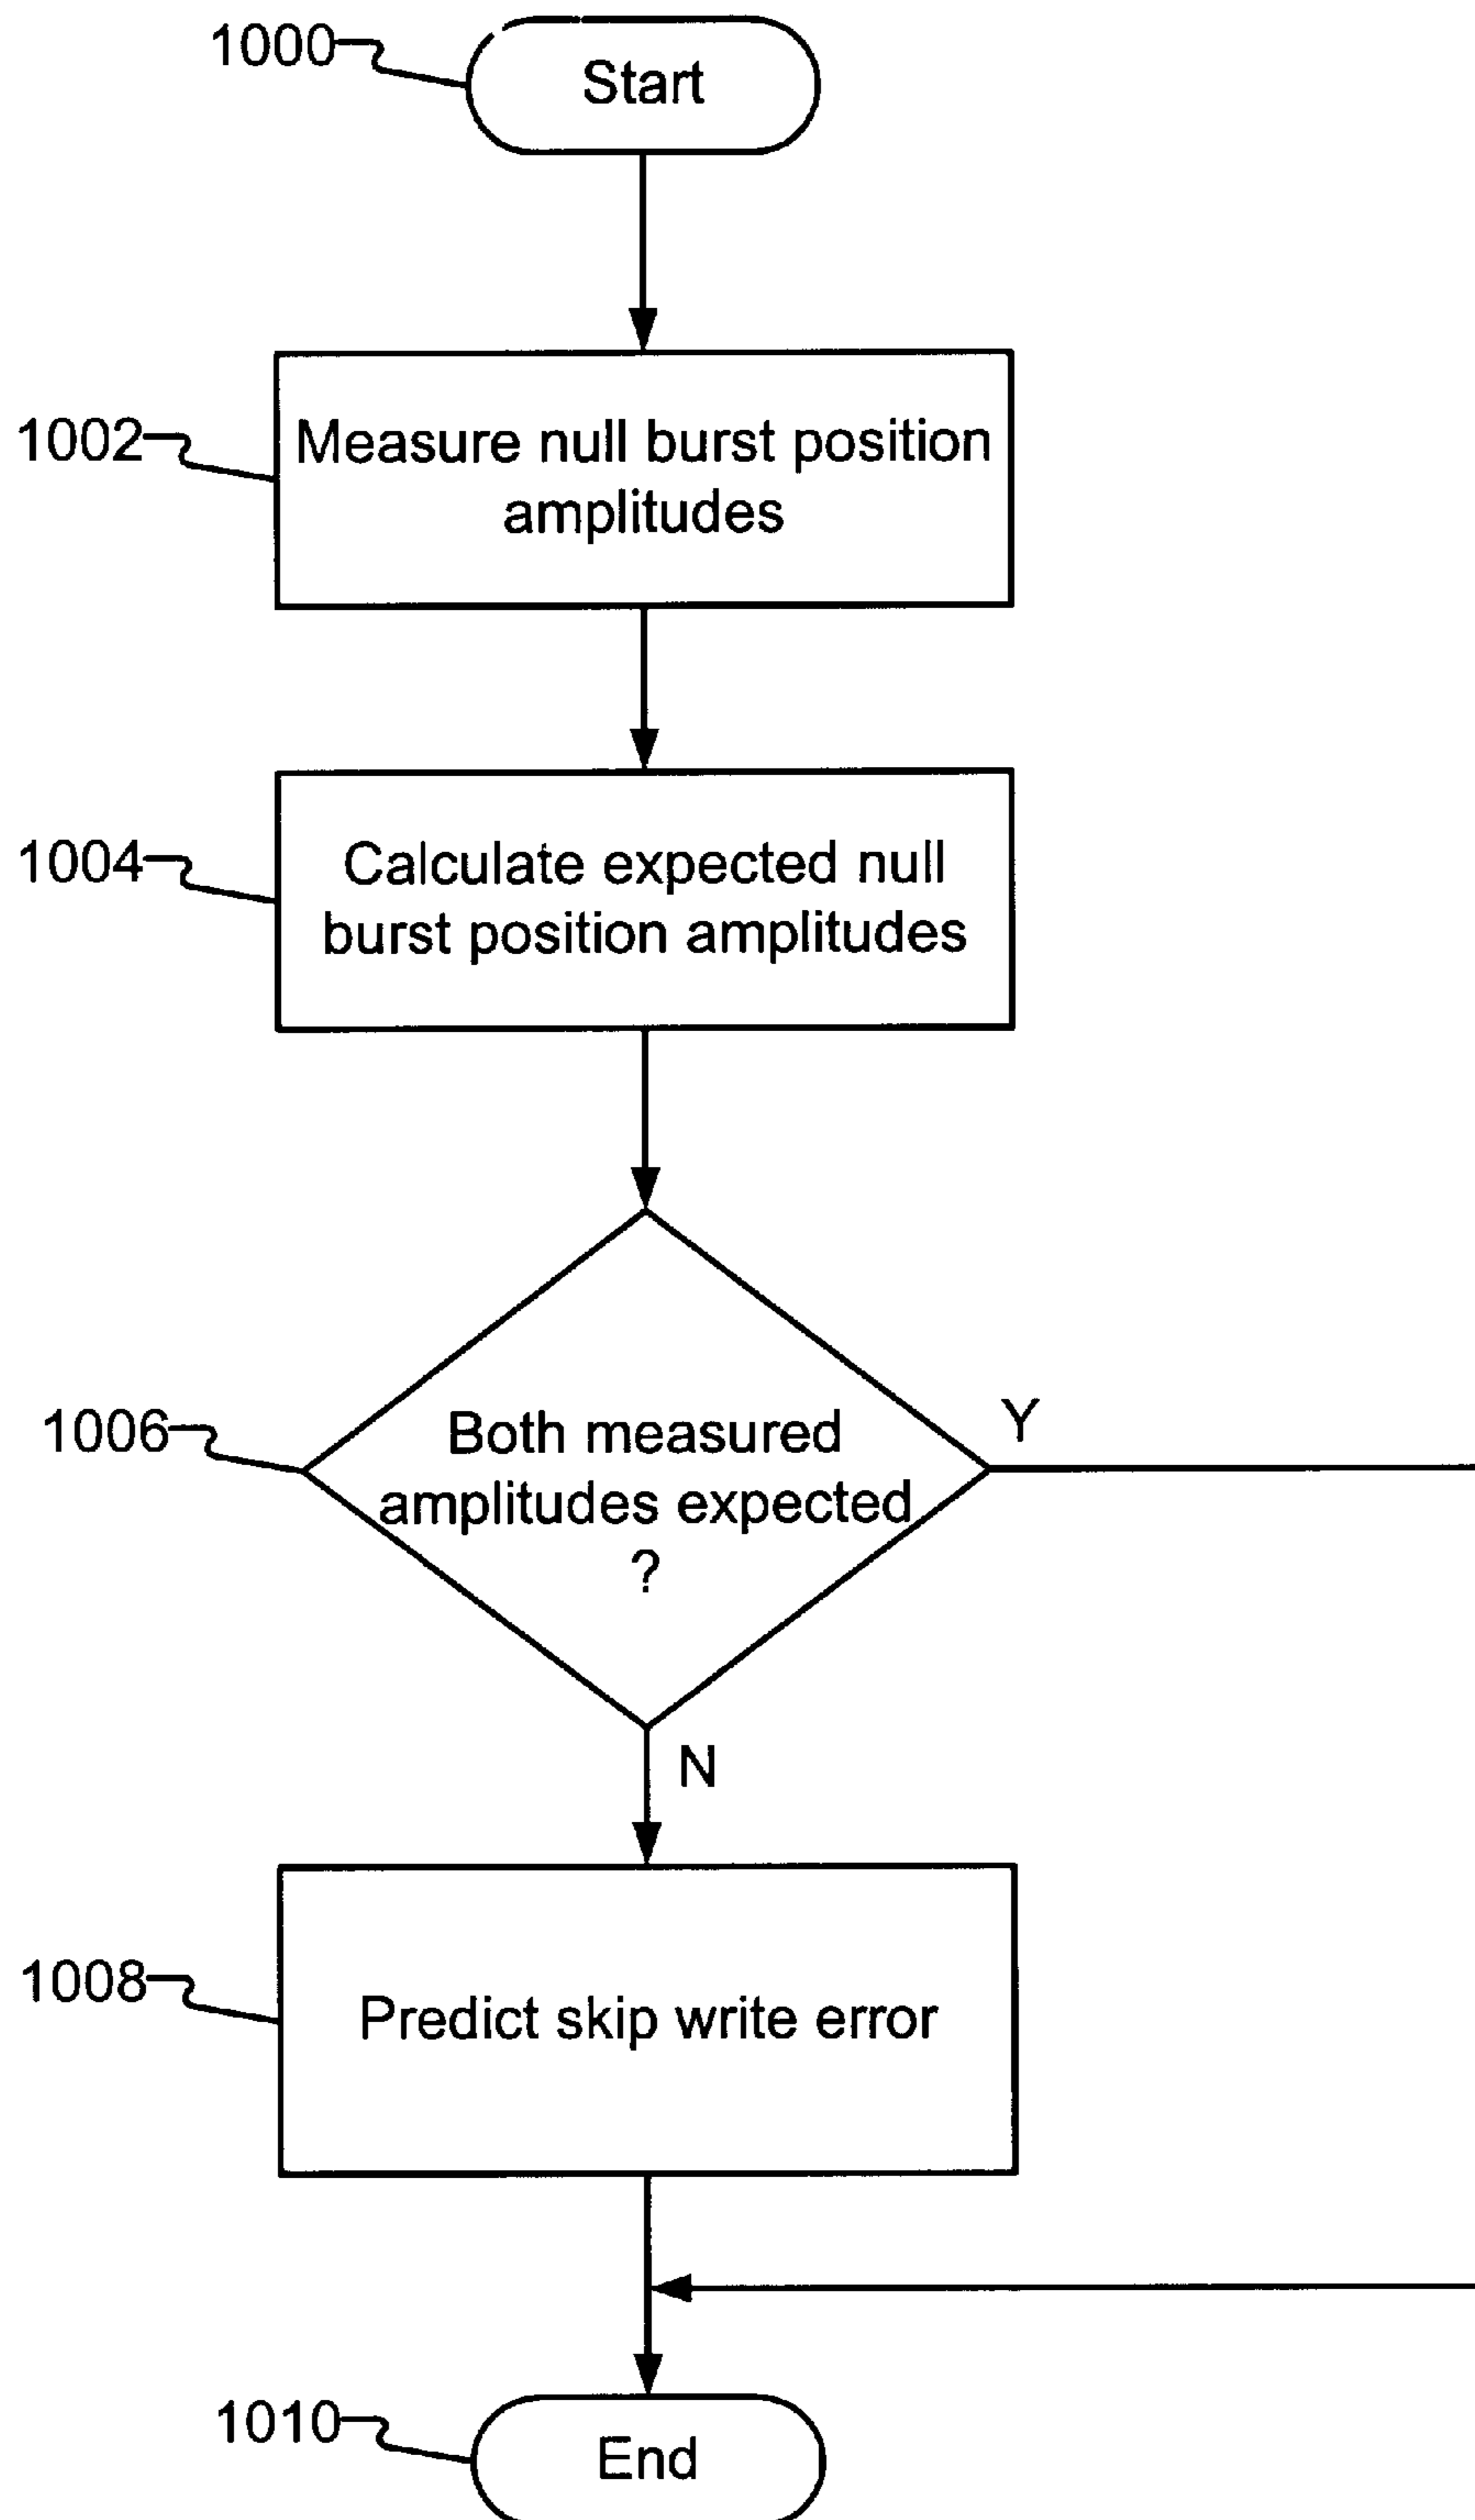 1000
Start
1002
Measure null burst position
amplitudes
1004
Calculate expected null
burst position amplitudes
1006
Both measured
amplitudes expected
?
Y
N
1008
Predict skip write error
1010
End